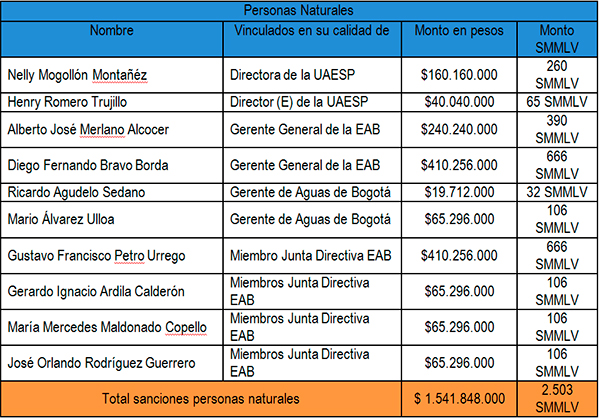 Personas Naturales
Nombre Vinculados en su calidad de Monto en pesos Monto
SMMLV
Nelly Mogollón Montañéz Directora de la UAESP $160.160.000 260
SMMLV
Henry Romero Trujillo Director (E) de la UAESP $40.040.000 65 SMMLV
Alberto José Merlano Alcocer Gerente General de la EAB $240.240.000 390
SMMLV
Diego Fernando Bravo Borda Gerente General de la EAB $410.256.000 666
SMMLV
Ricardo Agudelo Sedano Gerente de Aguas de Bogotá $19.712.000 32 SMMLV
Mario Álvarez Ulloa Gerente de Aguas de Bogotá $65.296.000 106
SMMLV
Gustavo Francisco Petro Urrego Miembro Junta Directiva EAB $410.256.000 666
SMMLV
Gerardo Ignacio Ardila Calderón Miembros Junta Directiva $65.296.000 106
EAB SMMLV
María Mercedes Maldonado Copello Miembros Junta Directiva $65.296.000 106
EAB SMMLV
José Orlando Rodríguez Guerrero Miembros Junta Directiva $65.296.000 106
EAB SMMLV
Total sanciones personas naturales $ 1.541.848.000 2.503
SMMLV